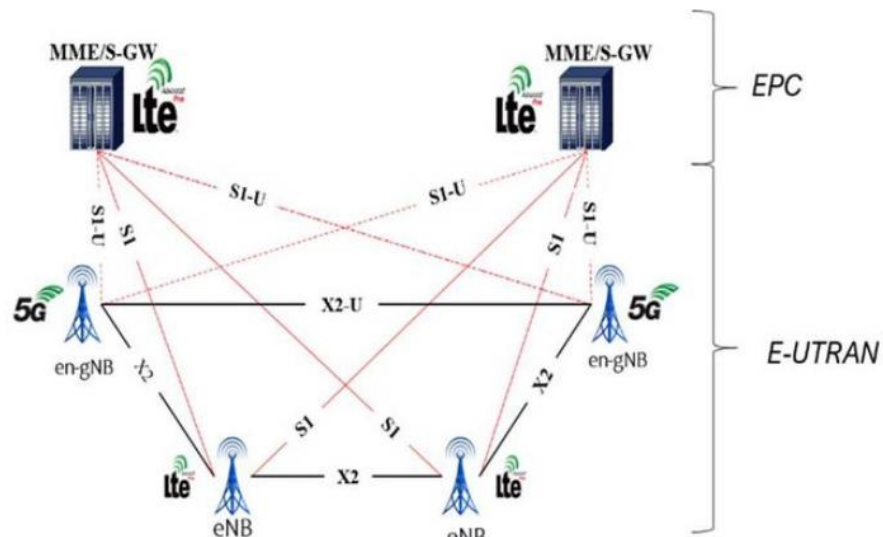 MME/S-GW
MME/S-GW
LTE
LTE
EPC
S1-U
S1-U
S1-U
S1
S1
S1-U
5G
X2-U
5G
en-gNB
en-gNB
X2
X2
E-UTRAN
S1
S1
LTE
X2
LTE
eNB
eNB